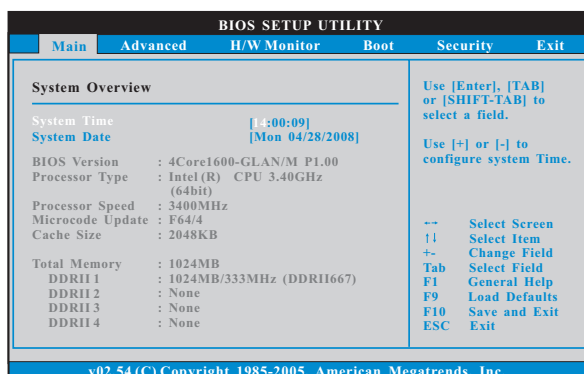 BIOS SETUP UTILITY
Main Advanced H/W Monitor Boot Security Exit
System Overview
System Time [14:00:09]
System Date [Mon 04/28/2008]
BIOS Version : 4Core1600-GLAN/M P1.00
Processor Type : Intel (R) CPU 3.40GHz
(64bit)
Processor Speed : 3400MHz
Microcode Update : F64/4
Cache Size : 2048KB
Total Memory : 1024MB
DDRII 1 : 1024MB/333MHz (DDRII667)
DDRII 2 : None
DDRII 3 : None
DDRII 4 : None
Use [Enter], [TAB]
or [SHIFT-TAB] to
select a field.
Use [+] or [-] to
configure system Time.
←→ Select Screen
↑↓ Select Item
+- Change Field
Tab Select Field
F1 General Help
F9 Load Defaults
F10 Save and Exit
ESC Exit
v02.54 (C) Copyright 1985-2005, American Megatrends, Inc.